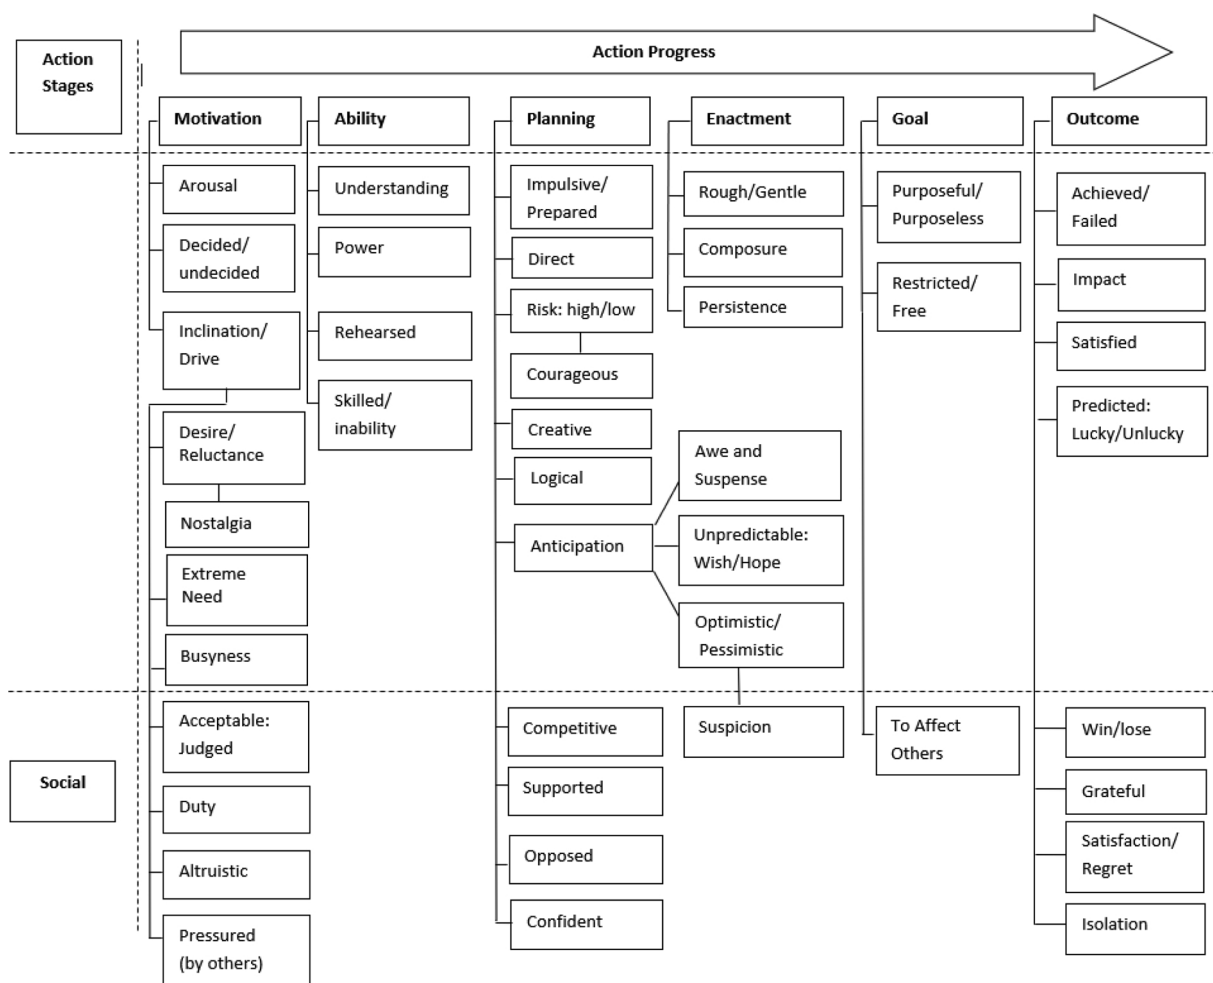 Action
Stages
Action Progress
Motivation
Ability
Planning
Enactment
Goal
Outcome
Arousal
Decided/
undecided
Inclination/
Drive
Desire/
Reluctance
Nostalgia
Extreme
Need
Busyness
Understanding
Power
Rehearsed
Skilled/
inability
Impulsive/
Prepared
Direct
Risk: high/low
Courageous
Creative
Logical
Anticipation
Rough/Gentle
Composure
Persistence
Awe and
Suspense
Unpredictable:
Wish/Hope
Optimistic/
Pessimistic
Purposeful/
Purposeless
Restricted/
Free
Achieved/
Failed
Impact
Satisfied
Predicted:
Lucky/Unlucky
Social
Acceptable:
Judged
Duty
Altruistic
Pressured
(by others)
Competitive
Supported
Opposed
Confident
Suspicion
To Affect
Others
Win/lose
Grateful
Satisfaction/
Regret
Isolation